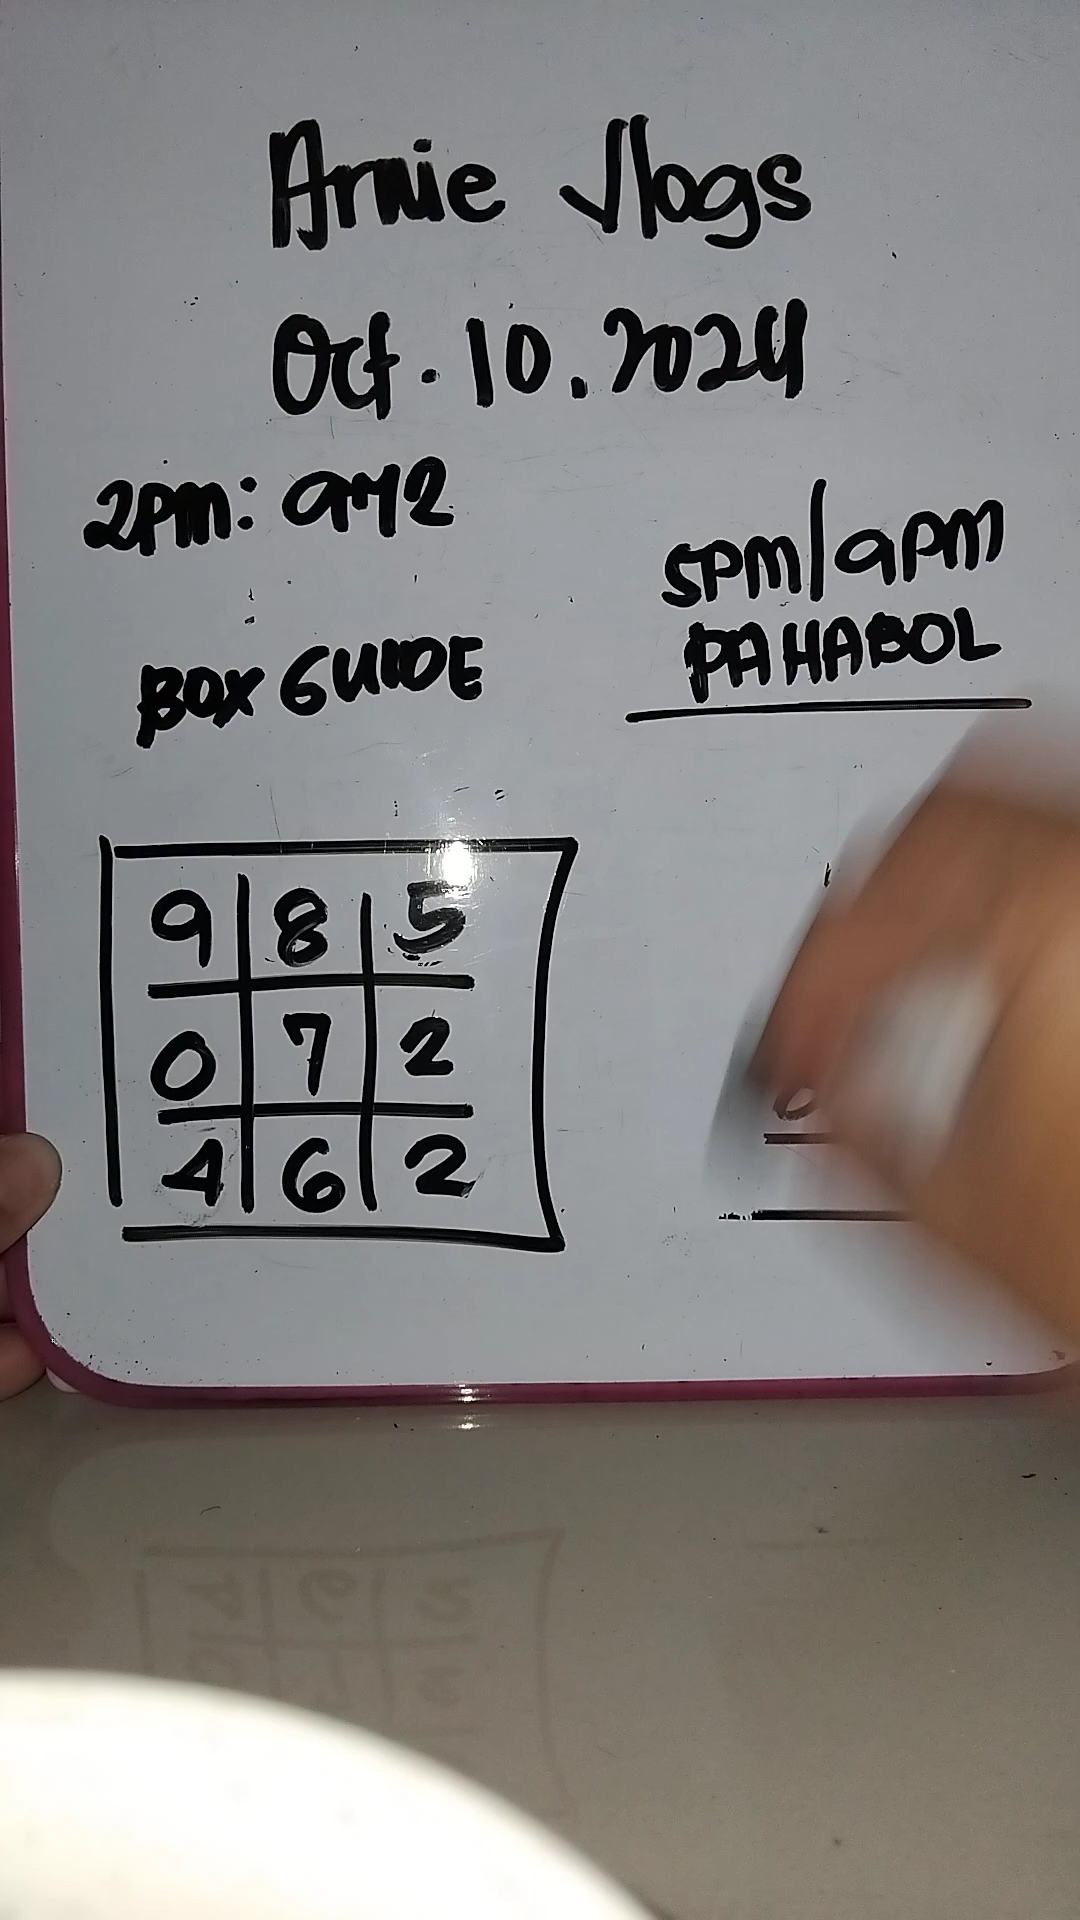 Arnie Vlogs
Oct. 10. 2024
2pm: 972
5PM/9PM
PAHABOL
BOX GUIDE
9 8 5
0 7 2
4 6 2